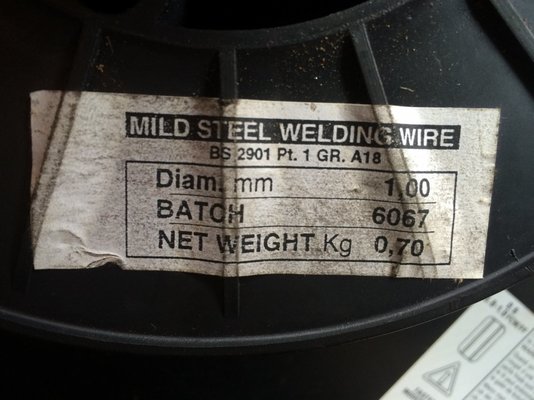 MILD STEEL WELDING WIRE
BS 2901 Pt. 1 GR. A18
Diam. mm 1,00
BATCH 6067
NET WEIGHT Kg 0,70